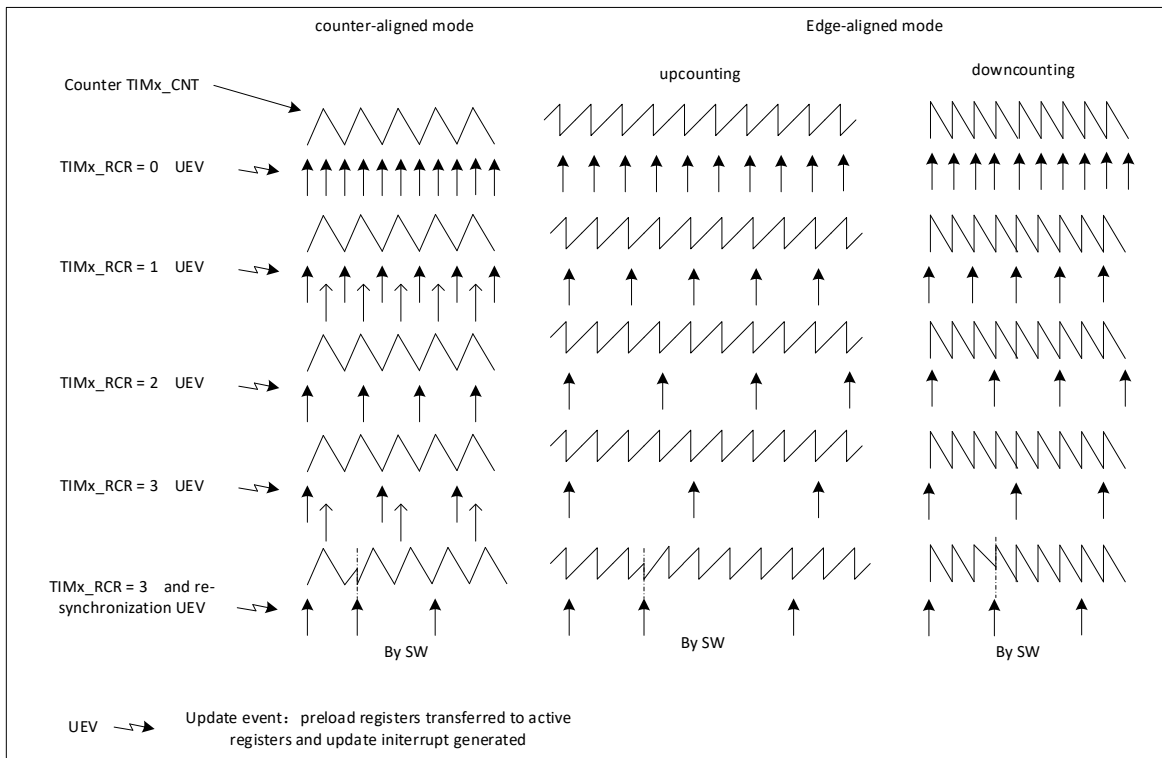 counter-aligned mode
Edge-aligned mode
upcounting
downcounting
Counter TIMx_CNT
TIMx_RCR = 0 UEV
TIMx_RCR = 1 UEV
TIMx_RCR = 2 UEV
TIMx_RCR = 3 UEV
TIMx_RCR = 3 and re-
synchronization UEV
By SW
By SW
By SW
UEV
Update event： preload registers transferred to active
registers and update initerrupt generated